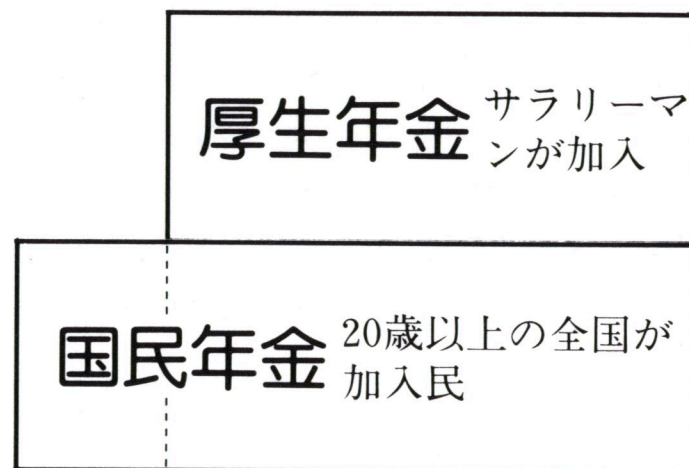 厚生年金
サラリーマ
ンが加入
国民年金
20歳以上の全国が
加入民